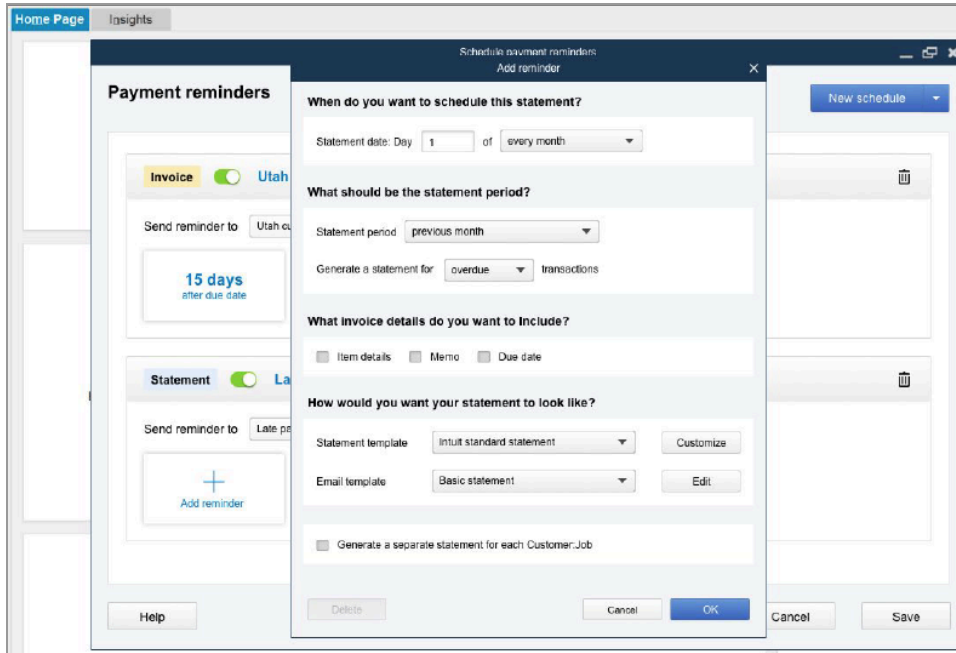 Home Page Insights
Schedule payment reminders
Add reminder
Payment reminders
New schedule
When do you want to schedule this statement?
Statement date: Day 1 of every month
Invoice Utah
What should be the statement period?
Send reminder to Utah cu
Statement period previous month
15 days
after due date
Generate a statement for overdue transactions
What invoice details do you want to Include?
Item details Memo Due date
Statement La
How would you want your statement to look like?
Send reminder to Late pa
Statement template Intuit standard statement Customize
Email template Basic statement Edit
Add reminder
Generate a separate statement for each Customer:Job
Delete Cancel OK
Help Cancel Save